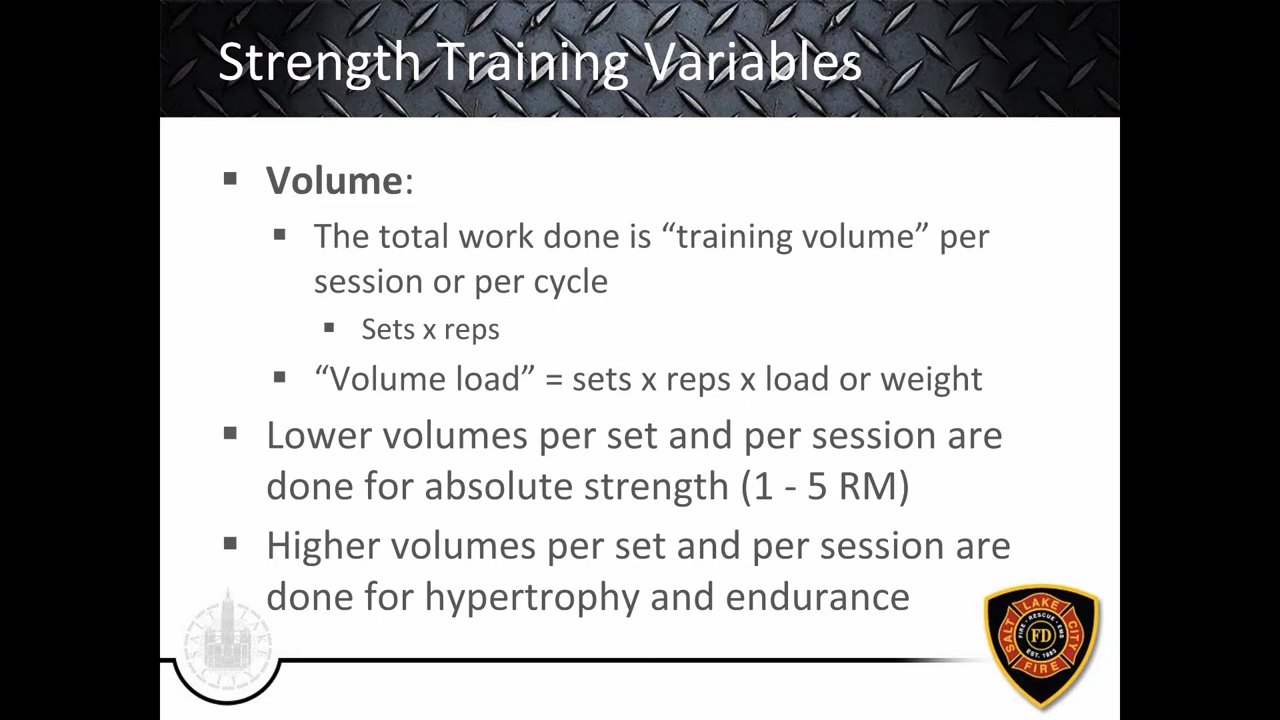 Strength Training Variables
▪ Volume:
▪ The total work done is “training volume” per
session or per cycle
▪ Sets x reps
▪ “Volume load” = sets x reps x load or weight
▪ Lower volumes per set and per session are
done for absolute strength (1 - 5 RM)
▪ Higher volumes per set and per session are
done for hypertrophy and endurance
SALT LAKE CITY
SALT LAKE CITY
FIRE • RESCUE • EMS
FD
EST. 1883
FIRE